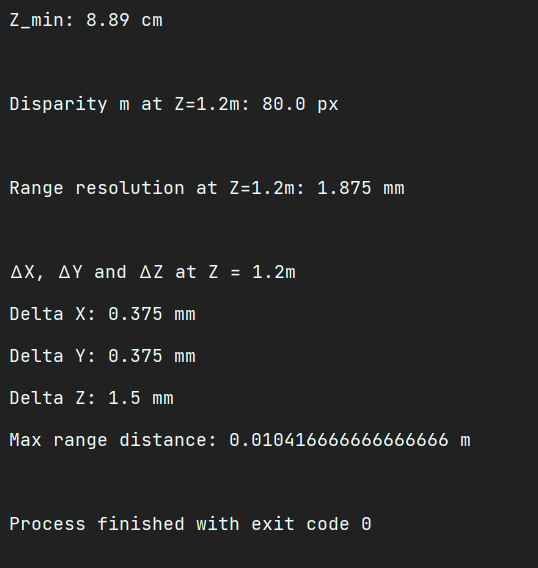 Z_min: 8.89 cm
Disparity m at Z=1.2m: 80.0 px
Range resolution at Z=1.2m: 1.875 mm
ΔX, ΔY and ΔZ at Z = 1.2m
Delta X: 0.375 mm
Delta Y: 0.375 mm
Delta Z: 1.5 mm
Max range distance: 0.010416666666666666 m
Process finished with exit code 0